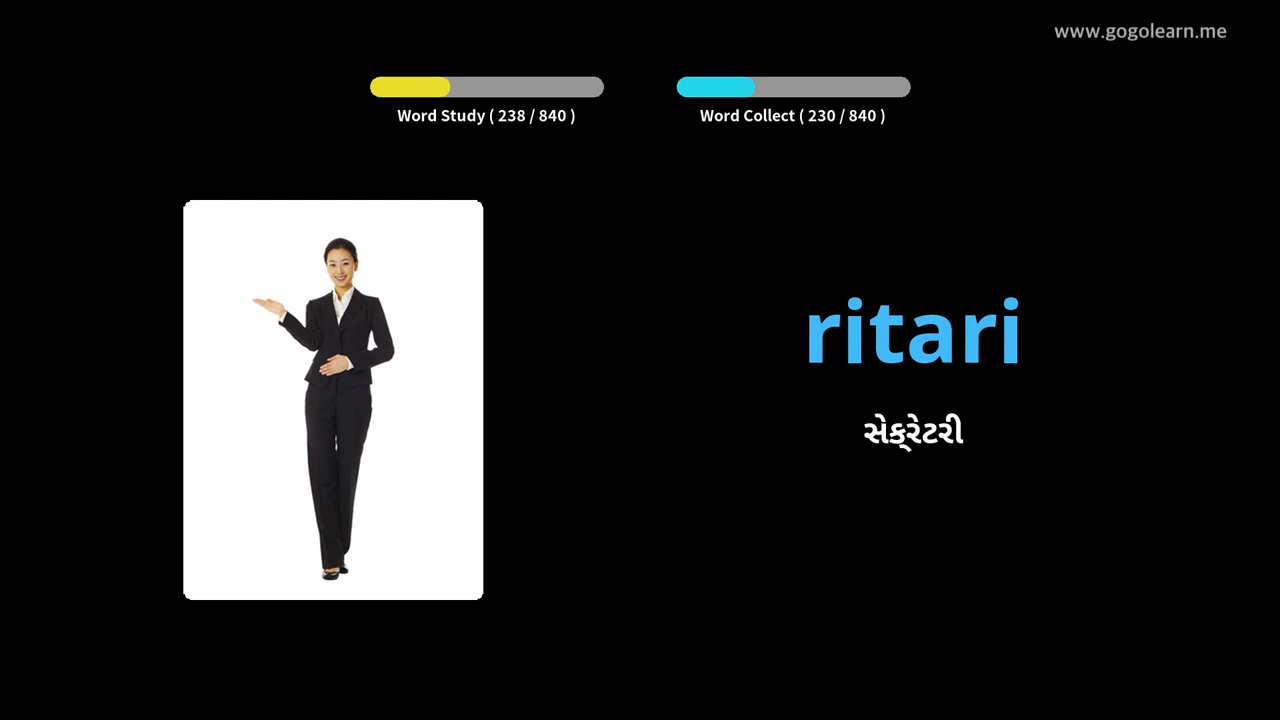 www.gogolearn.me
Word Study ( 238 / 840 )
Word Collect ( 230 / 840 )
ritari
સેક્રેટરી